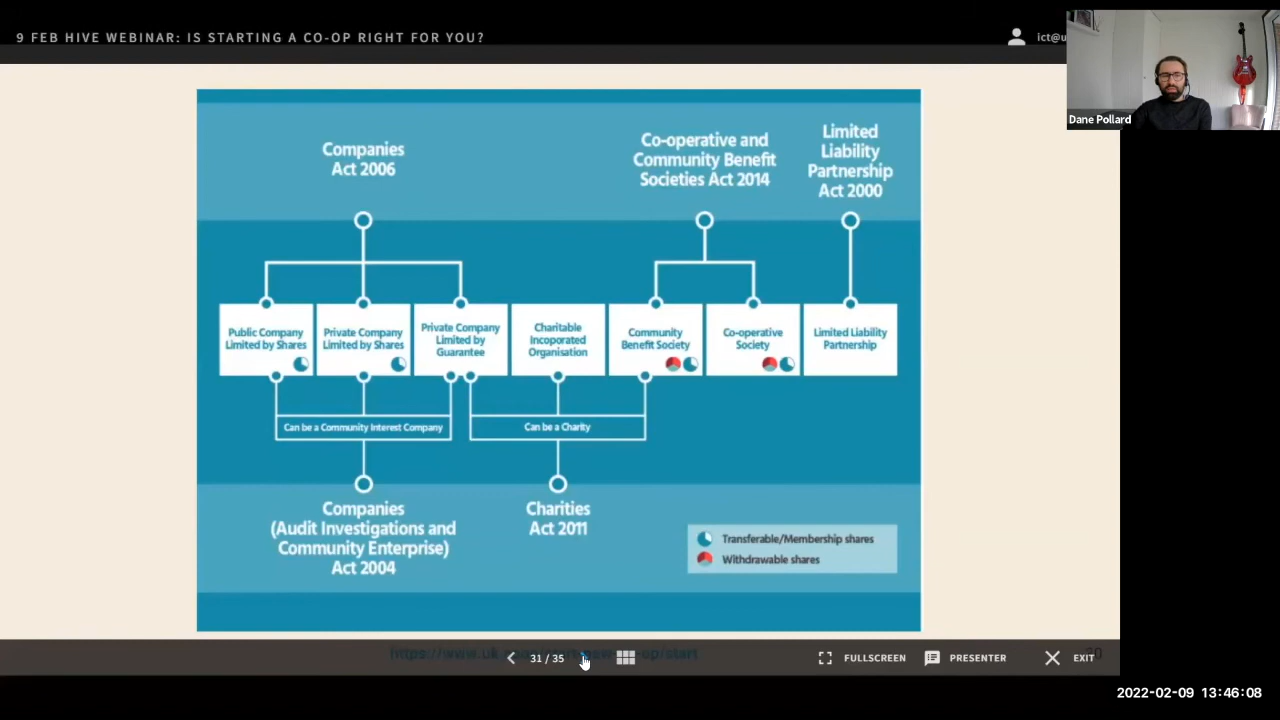 9 FEB HIVE WEBINAR: IS STARTING A CO-OP RIGHT FOR YOU?
ict@u
Dane Pollard
Companies
Act 2006
Co-operative and
Community Benefit
Societies Act 2014
Limited
Liability
Partnership
Act 2000
Public Company
Limited by Shares
Private Company
Limited by Shares
Private Company
Limited by
Guarantee
Charitable
Incoporated
Organisation
Community
Benefit Society
Co-operative
Society
Limited Liability
Partnership
Can be a Community Interest Company
Can be a Charity
Companies
(Audit Investigations and
Community Enterprise)
Act 2004
Charities
Act 2011
Transferable/Membership shares
Withdrawable shares
31 / 35
FULLSCREEN
PRESENTER
EXIT
2022-02-09 13:46:08